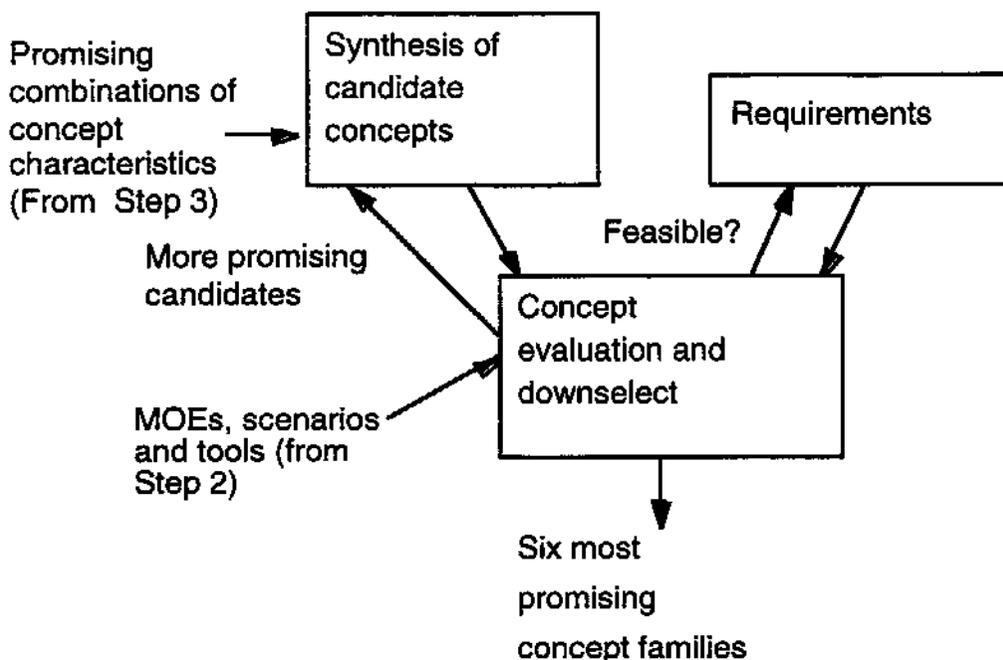 Promising
combinations of
concept
characteristics
(From Step 3)
Synthesis of
candidate
concepts
Requirements
Feasible?
More promising
candidates
Concept
evaluation and
downselect
MOEs, scenarios
and tools (from
Step 2)
Six most
promising
concept families